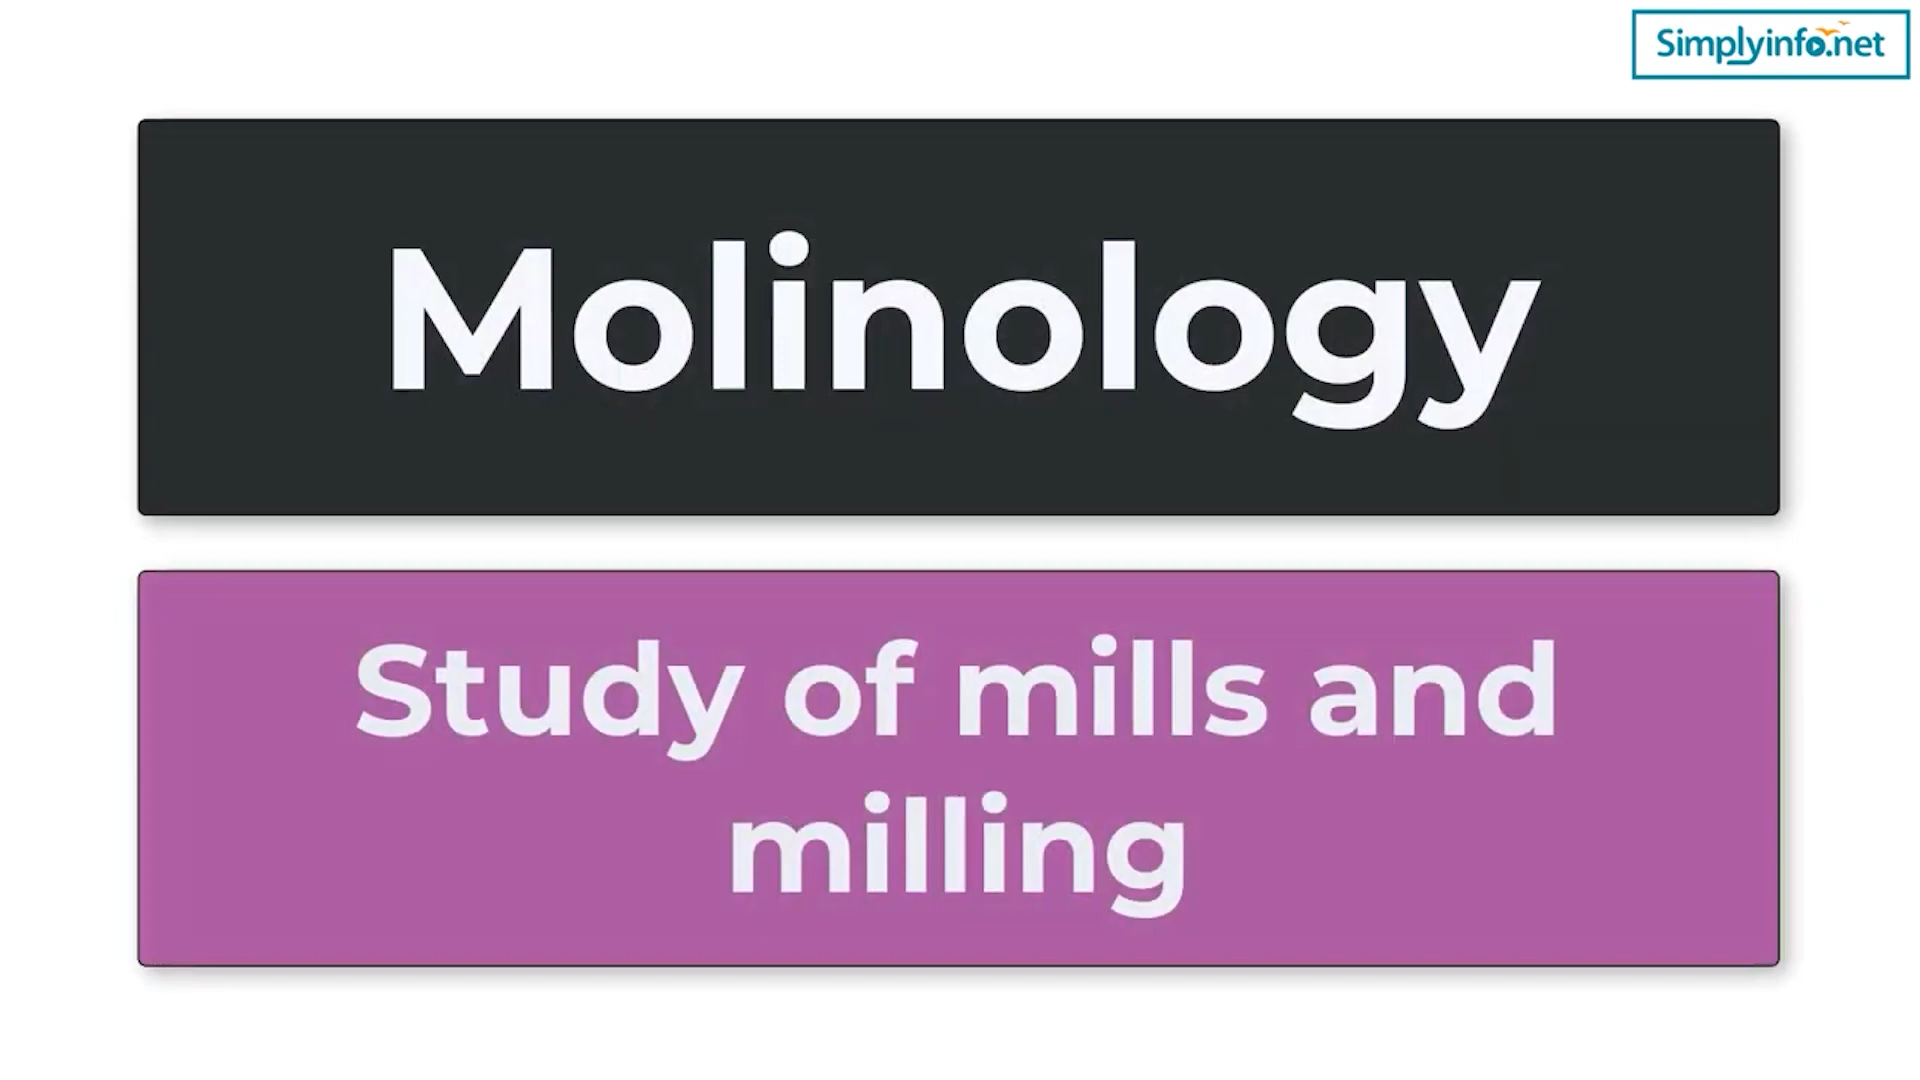 Simplyinfo.net
Molinology
Study of mills and
milling